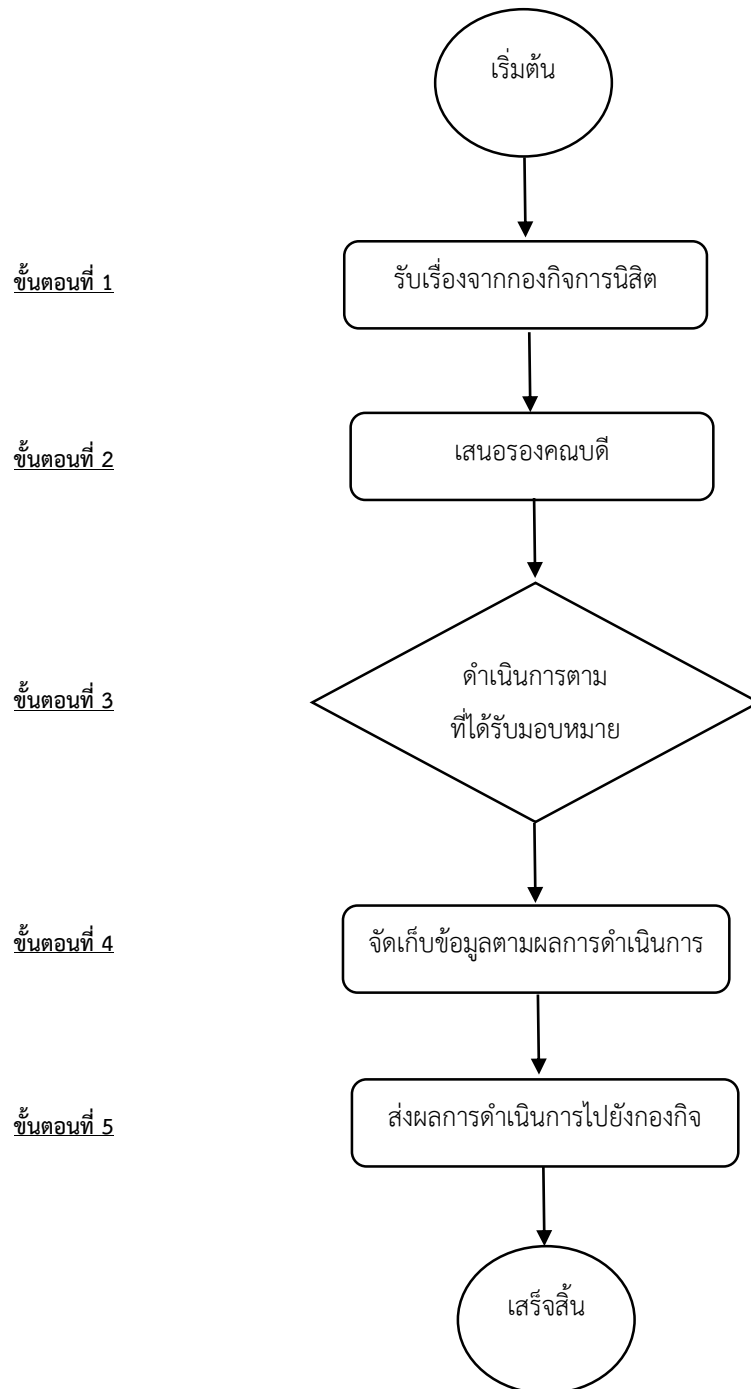 เริ่มต้น
ขั้นตอนที่ 1
รับเรื่องจากกองกิจการนิสิต
ขั้นตอนที่ 2
เสนอรองคณบดี
ขั้นตอนที่ 3
ดำเนินการตาม
ที่ได้รับมอบหมาย
ขั้นตอนที่ 4
จัดเก็บข้อมูลตามผลการดำเนินการ
ขั้นตอนที่ 5
ส่งผลการดำเนินการไปยังกองกิจ
เสร็จสิ้น